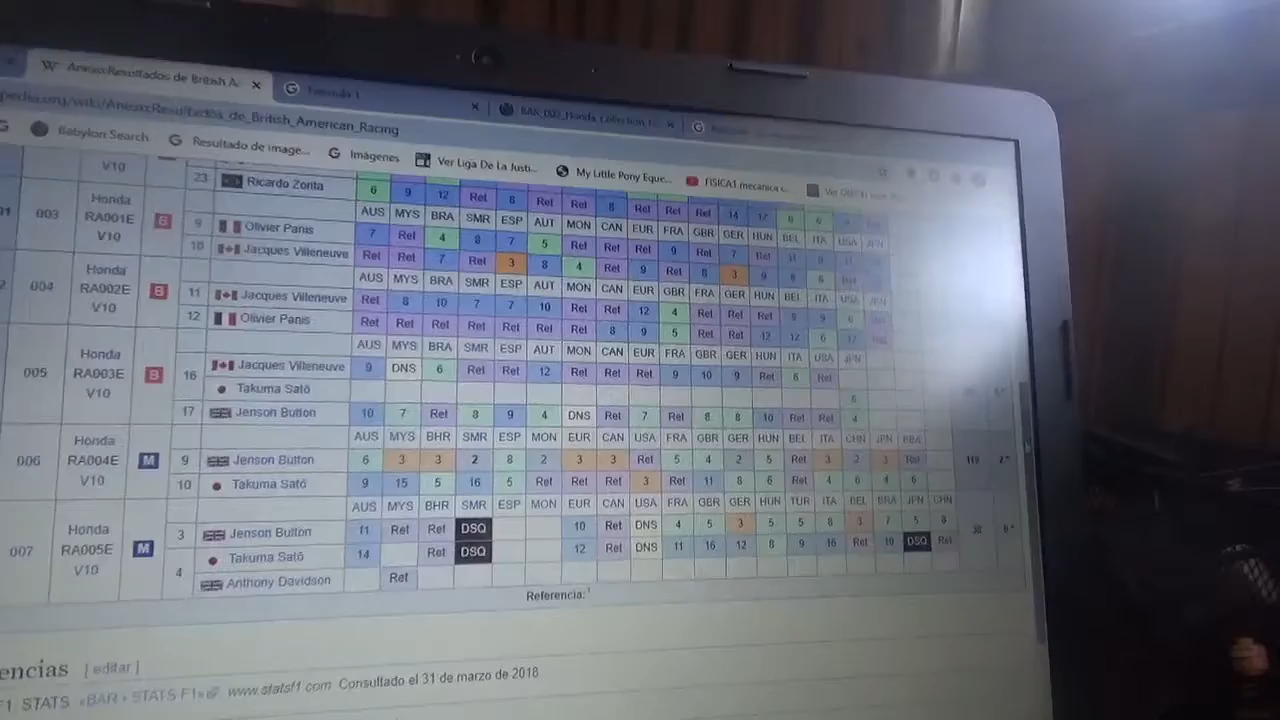 Anexo:Resultados de British A
Formula 1
pedia.org/wiki/Anexo:Resultados_de_British_American_Racing
Babylon Search Resultado de image... Imágenes Ver Liga De La Justi... My Little Pony Eque... FISICA1 mecanica
V10 23 Ricardo Zonta 6 9 12 Ret 8 Ret Ret 8 Ret Ret Ret 14 12
AUS MYS BRA SMR ESP AUT MON CAN EUR FRA GBR GER HUN BEL ITA USA JPN
003 Honda RA001E V10 B
9 Olivier Panis 7 Ret 4 8 7 5 Ret Ret Ret 9 Ret 7 Ret
10 Jacques Villeneuve Ret Ret 7 Ret 3 8 4 Ret 9 Ret 8 3 9
AUS MYS BRA SMR ESP AUT MON CAN EUR GBR FRA GER HUN BEL ITA USA JPN
004 Honda RA002E V10 B
11 Jacques Villeneuve Ret 8 10 7 7 10 Ret Ret 12 4 Ret Ret Ret
12 Olivier Panis Ret Ret Ret Ret Ret Ret Ret 8 9 5 Ret Ret 12 12 6
AUS MYS BRA SMR ESP AUT MON CAN EUR FRA GBR GER HUN ITA USA JPN
005 Honda RA003E V10 B
16 Jacques Villeneuve 9 DNS 6 Ret Ret 12 Ret Ret Ret 9 10 9 Ret 6 Ret
Takuma Satō 6
17 Jenson Button 10 7 Ret 8 9 4 DNS Ret 7 Ret 8 8 10 Ret Ret 4
AUS MYS BHR SMR ESP MON EUR CAN USA FRA GBR GER HUN BEL ITA CHN JPN BRA
006 Honda RA004E V10 M
9 Jenson Button 6 3 3 2 8 2 3 3 Ret 5 4 2 5 Ret 3 2 3 Ret 119 2.º
10 Takuma Satō 9 15 5 16 5 Ret Ret Ret 3 Ret 11 8 6 Ret 4 6 4 6
AUS MYS BHR SMR ESP MON EUR CAN USA FRA GBR GER HUN TUR ITA BEL BRA JPN CHN
007 Honda RA005E V10 M
3 Jenson Button 11 Ret Ret DSQ 10 Ret DNS 4 5 3 5 5 8 3 7 5 8 38 6.º
4 Takuma Satō 14 Ret DSQ 12 Ret DNS 11 16 12 8 9 16 Ret 10 DSQ Ret
Anthony Davidson Ret
Referencia:¹
encias [ editar ]
F1 STATS «BAR • STATS F1» www.statsf1.com Consultado el 31 de marzo de 2018